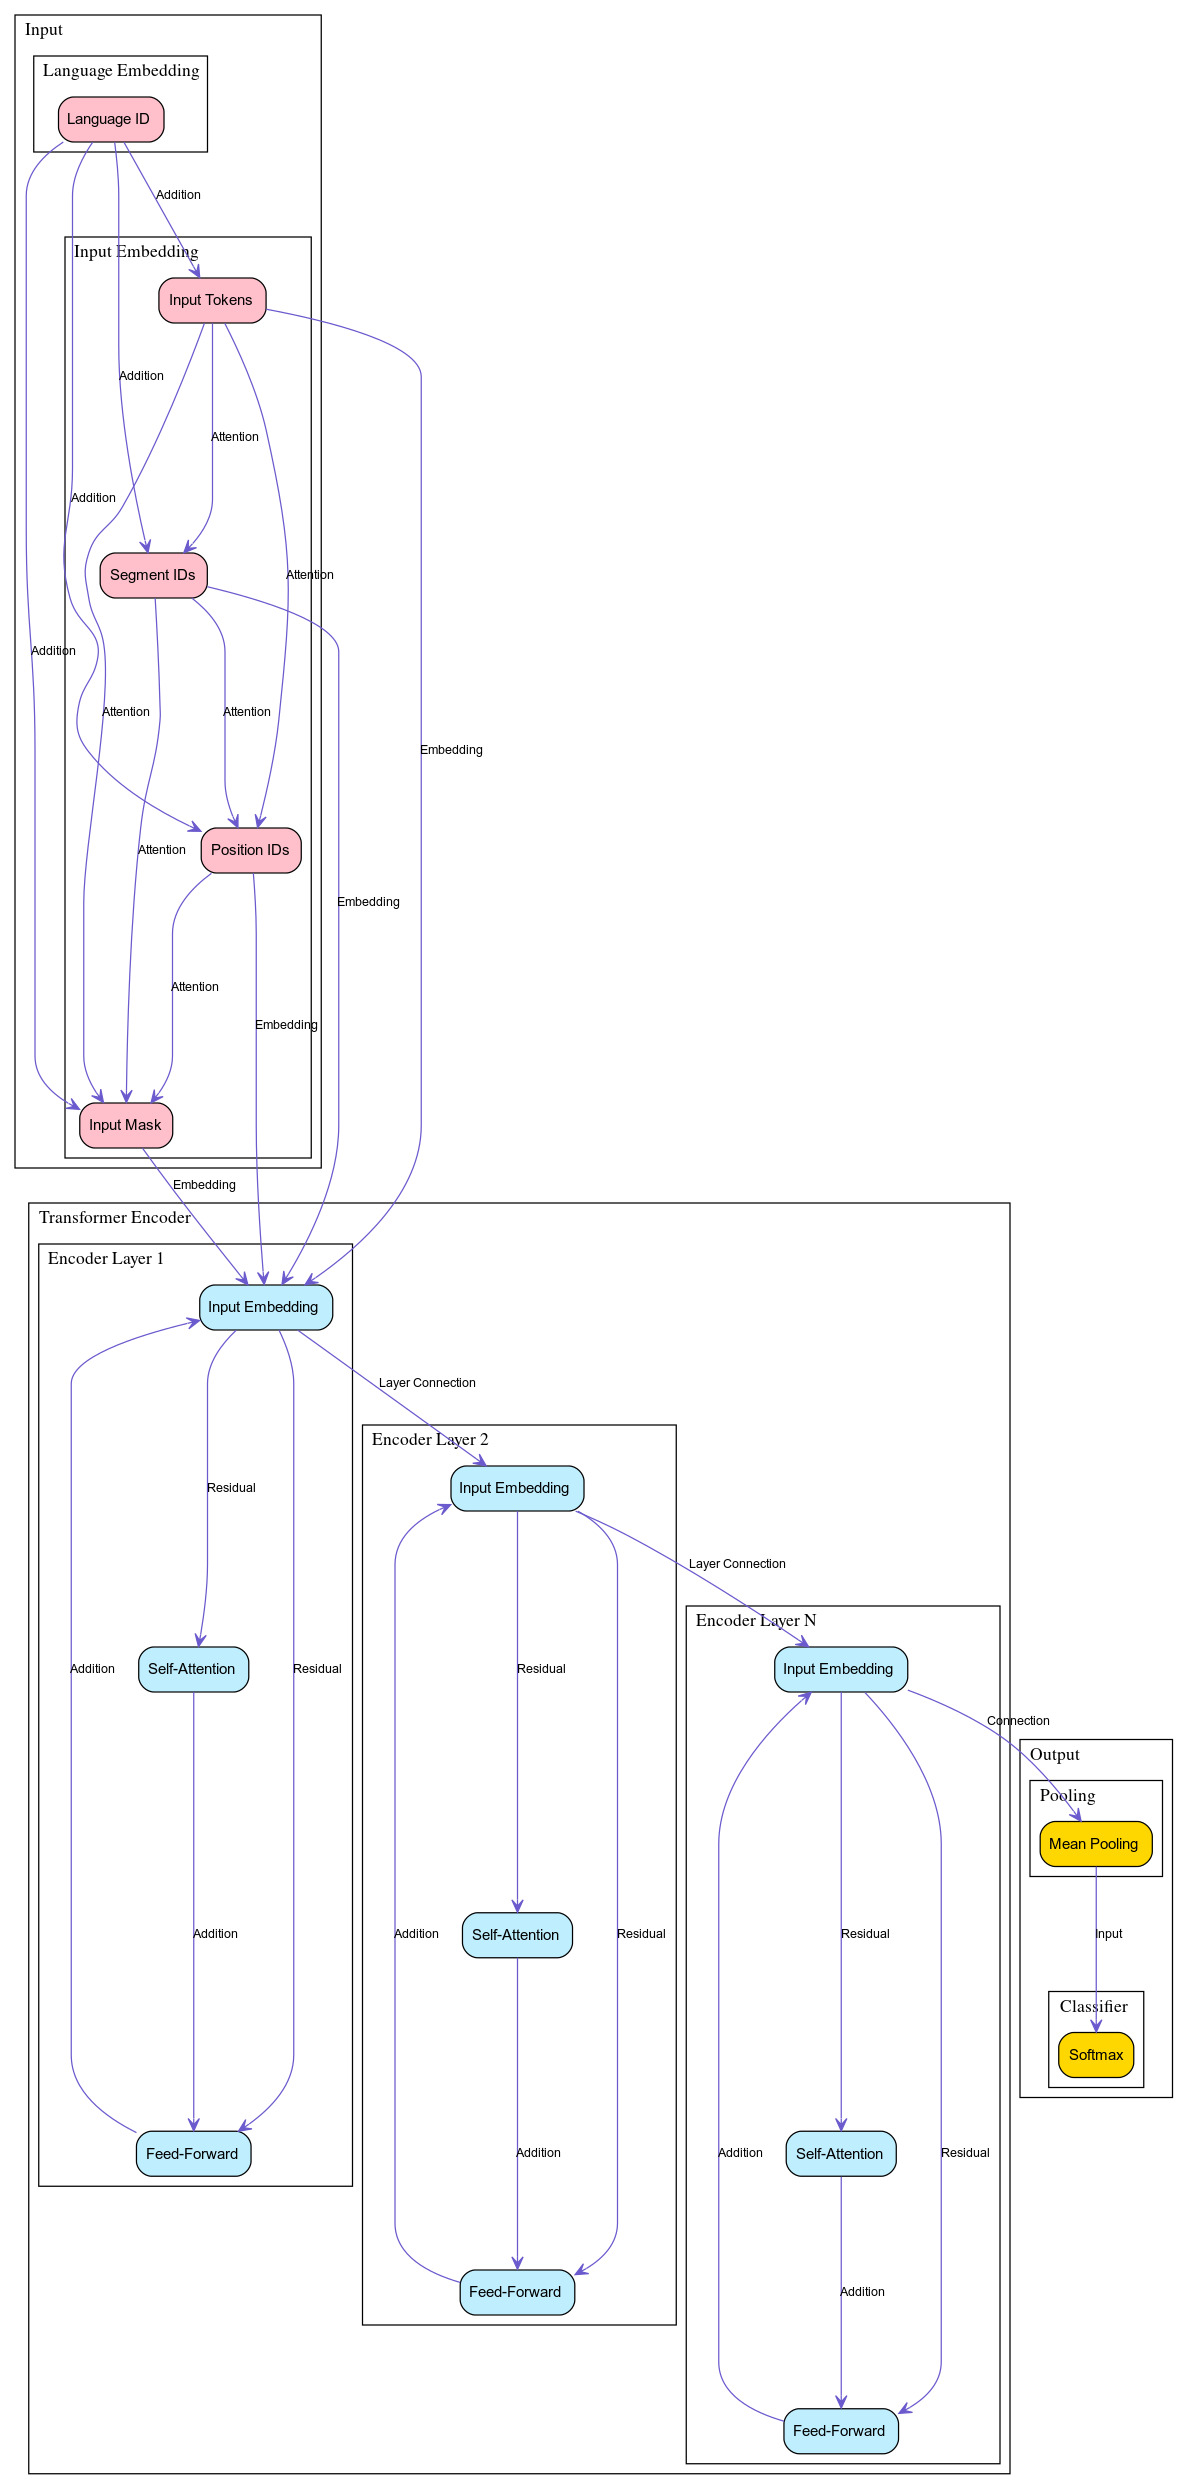 Input
Language Embedding
Language ID
Addition
Input Embedding
Input Tokens
Addition
Attention
Addition
Segment IDs
Attention
Addition
Attention
Attention
Embedding
Attention
Position IDs
Embedding
Attention
Embedding
Input Mask
Embedding
Transformer Encoder
Encoder Layer 1
Input Embedding
Layer Connection
Residual
Self-Attention
Addition
Residual
Addition
Feed-Forward
Encoder Layer 2
Input Embedding
Layer Connection
Residual
Self-Attention
Addition
Residual
Addition
Feed-Forward
Encoder Layer N
Input Embedding
Connection
Residual
Self-Attention
Addition
Residual
Addition
Feed-Forward
Output
Pooling
Mean Pooling
Input
Classifier
Softmax